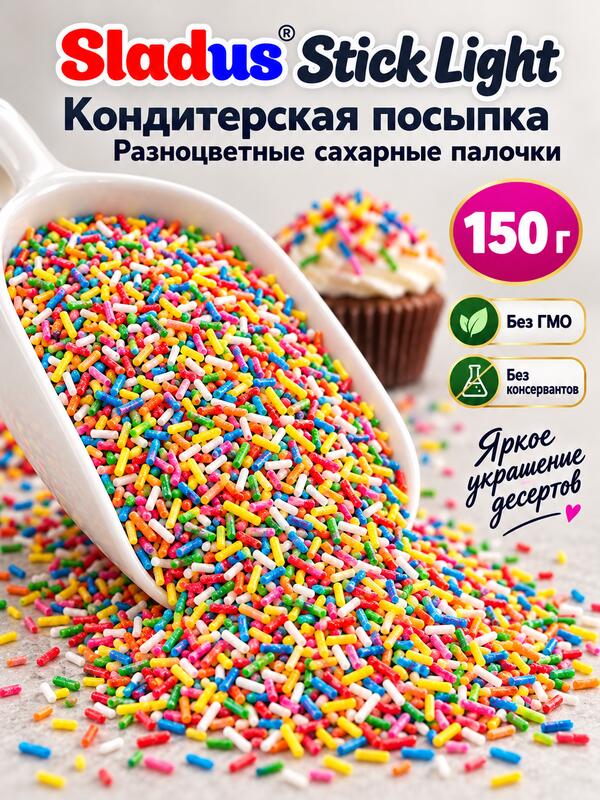 Sladus® Stick Light
Кондитерская посыпка
Разноцветные сахарные палочки
150 г
Без ГМО
Без
консервантов
Яркое
украшение
десертов